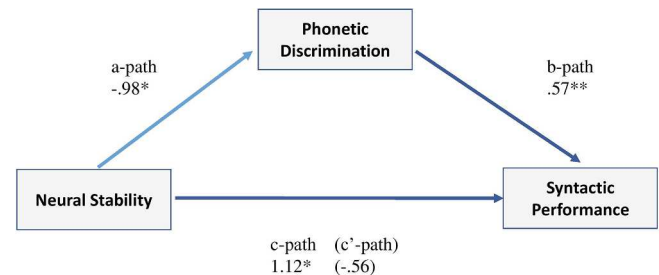 Phonetic
Discrimination
a-path
-.98*
b-path
.57**
Neural Stability
Syntactic
Performance
c-path (c’-path)
1.12* (-.56)